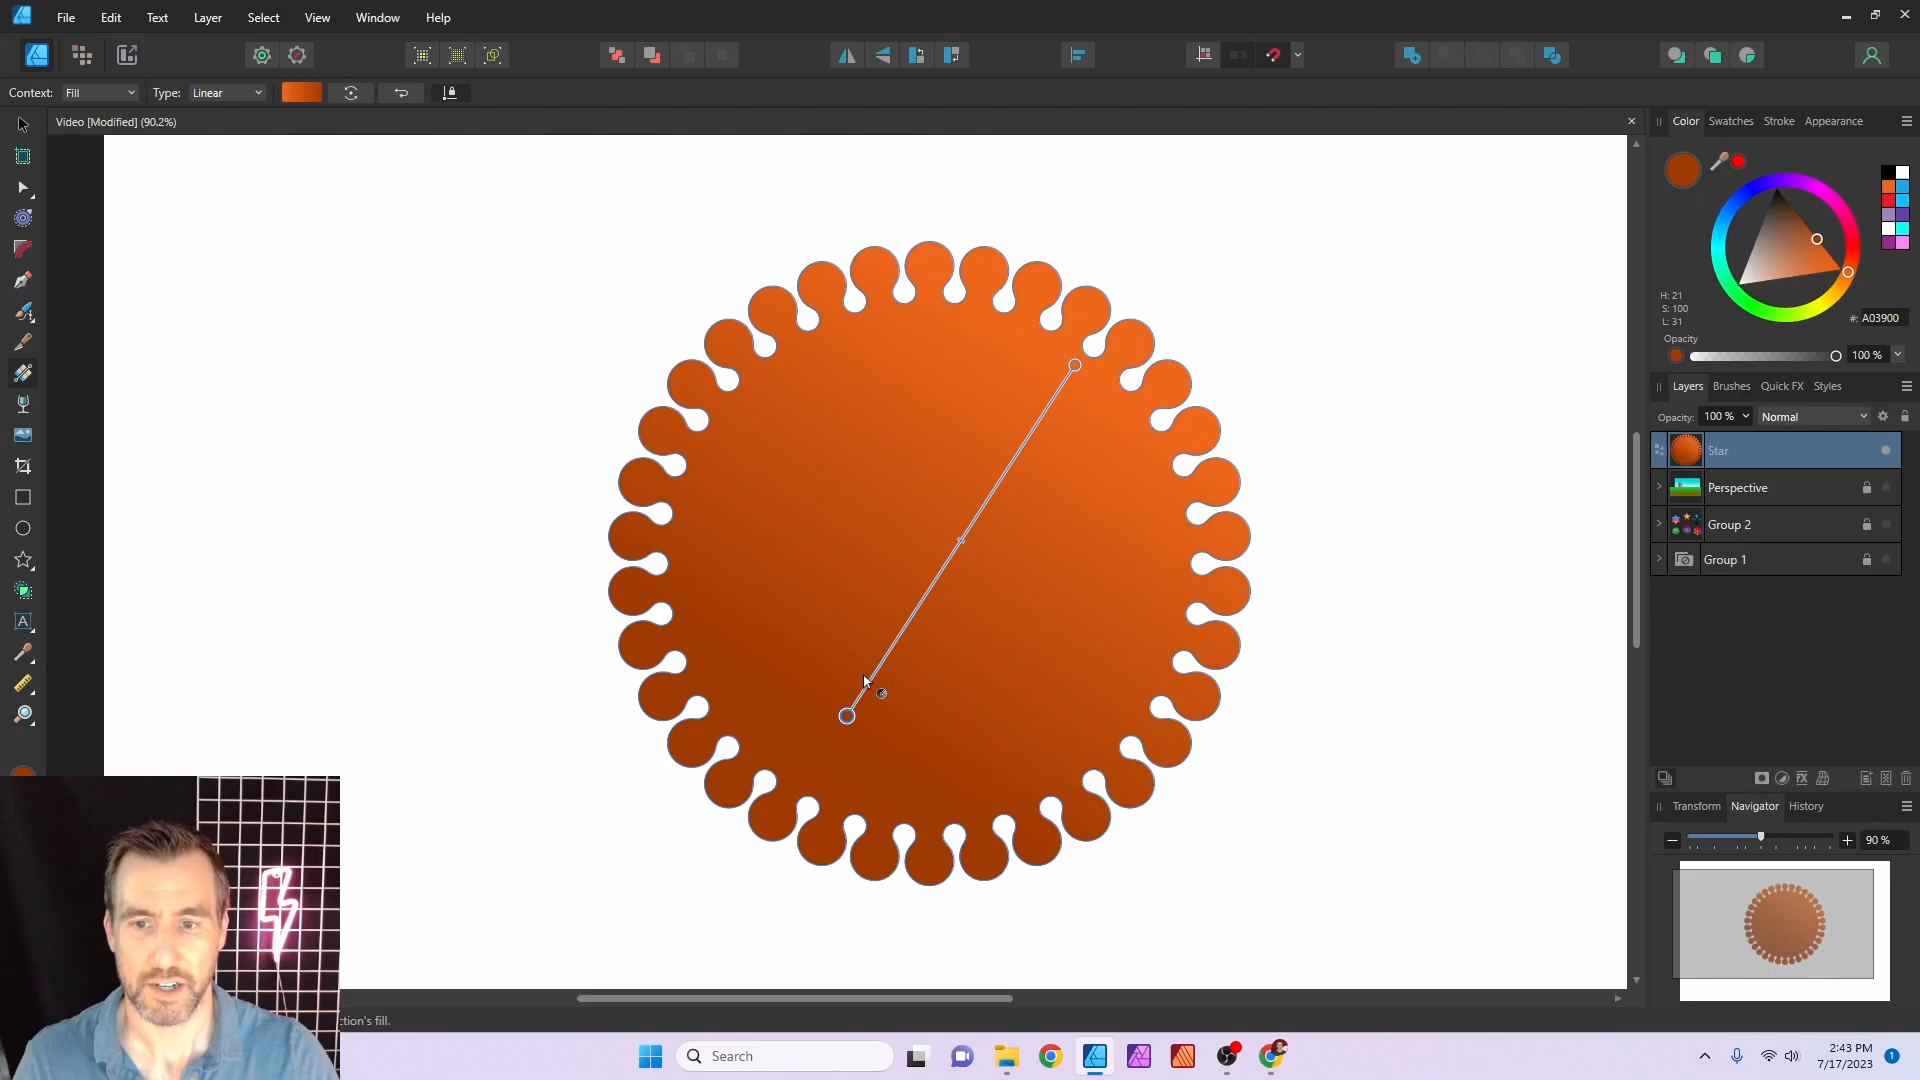 File Edit Text Layer Select View Window Help
Context: Fill Type: Linear
Video [Modified] (90.2%)
Color Swatches Stroke Appearance
H: 21
S: 100
L: 31
#: A03900
Opacity
100 %
Layers Brushes Quick FX Styles
Opacity: 100 % Normal
Star
Perspective
Group 2
Group 1
A
Transform Navigator History
90 %
ction's fill.
Search
2:43 PM
7/17/2023
1